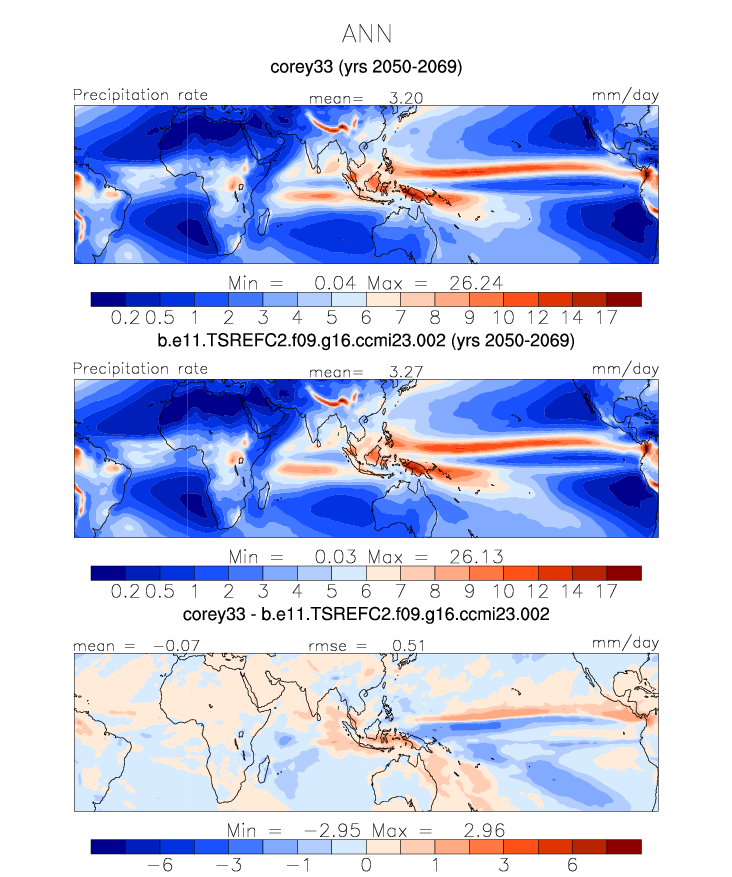 ANN
corey33 (yrs 2050-2069)
Precipitation rate mean= 3.20 mm/day
Min = 0.04 Max = 26.24
0.2 0.5 1 2 3 4 5 6 7 8 9 10 12 14 17
b.e11.TSREFC2.f09.g16.ccmi23.002 (yrs 2050-2069)
Precipitation rate mean= 3.27 mm/day
Min = 0.03 Max = 26.13
0.2 0.5 1 2 3 4 5 6 7 8 9 10 12 14 17
corey33 - b.e11.TSREFC2.f09.g16.ccmi23.002
mean = -0.07 rmse = 0.51 mm/day
Min = -2.95 Max = 2.96
-6 -3 -1 0 1 3 6